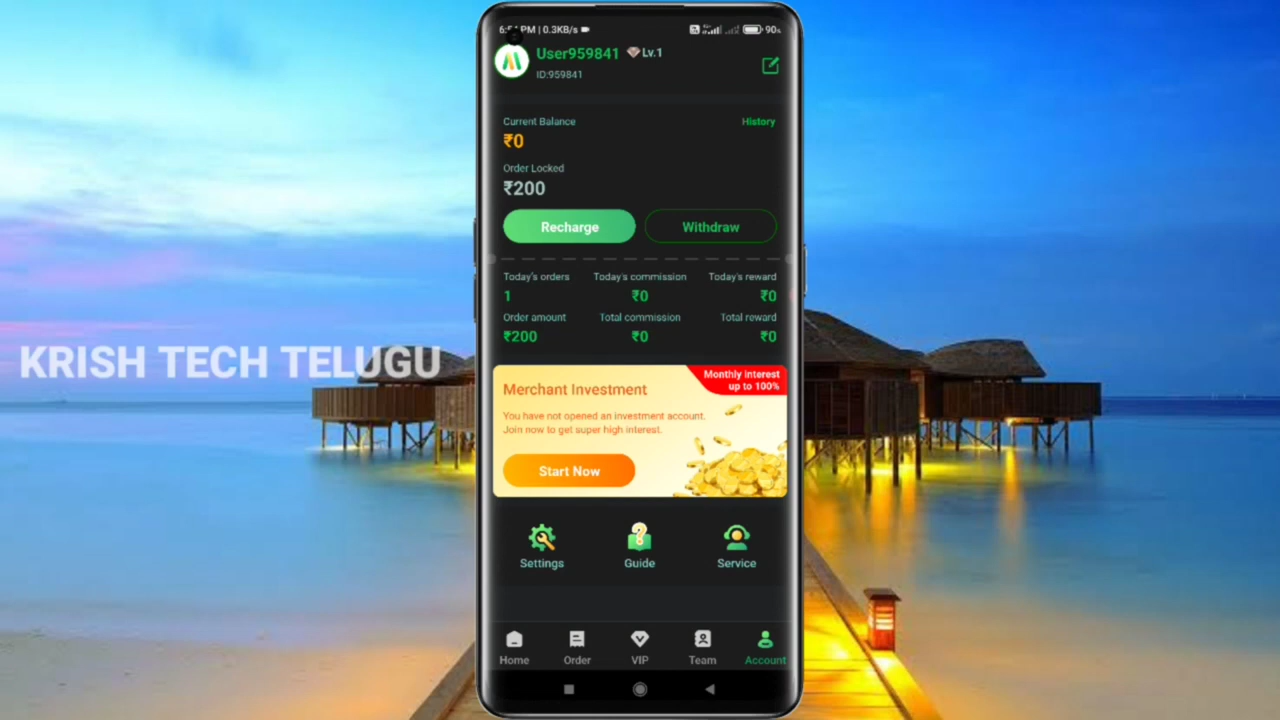 PM | 0.3KB/s
90%
User959841 Lv.1
ID:959841
Current Balance
History
₹0
Order Locked
₹200
Recharge
Withdraw
Today's orders
Today's commission
Today's reward
1
₹0
₹0
Order amount
Total commission
Total reward
₹200
₹0
₹0
KRISH TECH TELUGU
Monthly interest
up to 100%
Merchant Investment
You have not opened an investment account.
Join now to get super high interest.
Start Now
Settings
Guide
Service
Home
Order
VIP
Team
Account